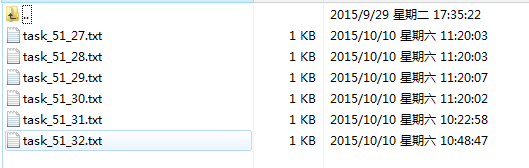 .. 2015/9/29 星期二 17:35:22
task_51_27.txt 1 KB 2015/10/10 星期六 11:20:03
task_51_28.txt 1 KB 2015/10/10 星期六 11:20:03
task_51_29.txt 1 KB 2015/10/10 星期六 11:20:07
task_51_30.txt 1 KB 2015/10/10 星期六 11:20:02
task_51_31.txt 1 KB 2015/10/10 星期六 10:22:58
task_51_32.txt 1 KB 2015/10/10 星期六 10:48:47